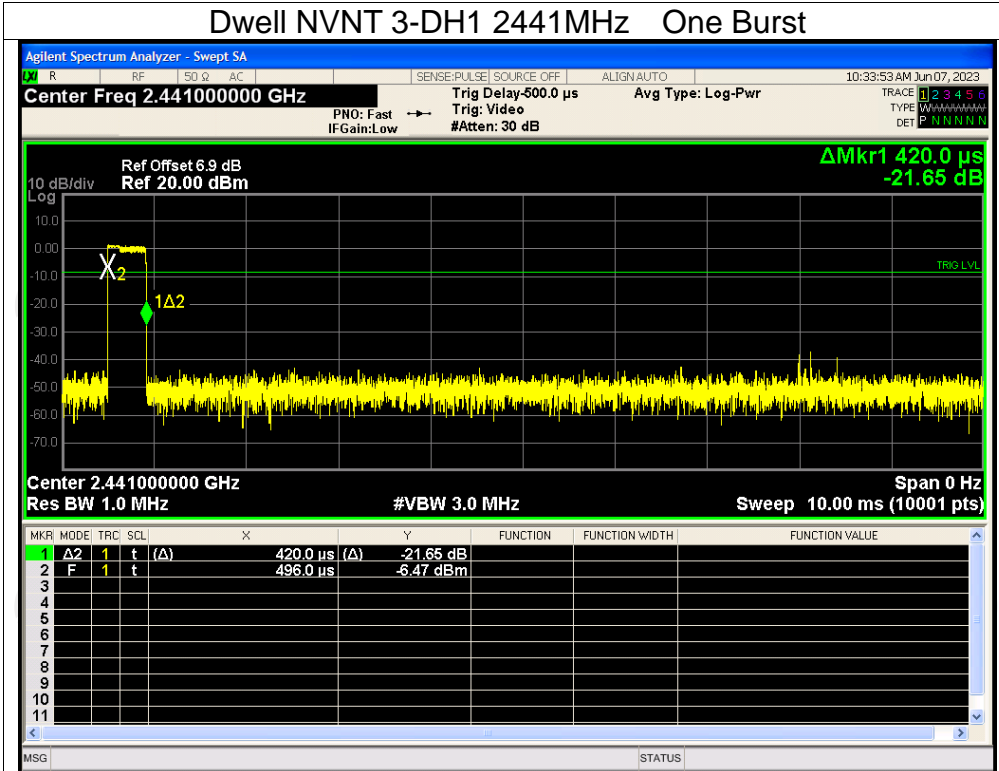 Dwell NVNT 3-DH1 2441MHz One Burst
Agilent Spectrum Analyzer - Swept SA
LXI R RF 50 Ω AC SENSE:PULSE SOURCE OFF ALIGN AUTO 10:33:53 AM Jun 07, 2023
Center Freq 2.441000000 GHz Trig Delay-500.0 µs Avg Type: Log-Pwr TRACE 1 2 3 4 5 6
PNO: Fast Trig: Video TYPE WWWWWW
IFGain:Low #Atten: 30 dB DET P N N N N N
ΔMkr1 420.0 µs
-21.65 dB
Ref Offset 6.9 dB
10 dB/div Ref 20.00 dBm
Log
10.0
0.00
TRIG LVL
2
-10.0
1Δ2
-20.0
-30.0
-40.0
-50.0
-60.0
-70.0
Center 2.441000000 GHz Span 0 Hz
Res BW 1.0 MHz #VBW 3.0 MHz Sweep 10.00 ms (10001 pts)
MKR MODE TRC SCL X Y FUNCTION FUNCTION WIDTH FUNCTION VALUE
1 Δ2 1 t (Δ) 420.0 µs (Δ) -21.65 dB
2 F 1 t 496.0 µs -6.47 dBm
3
4
5
6
7
8
9
10
11
MSG STATUS